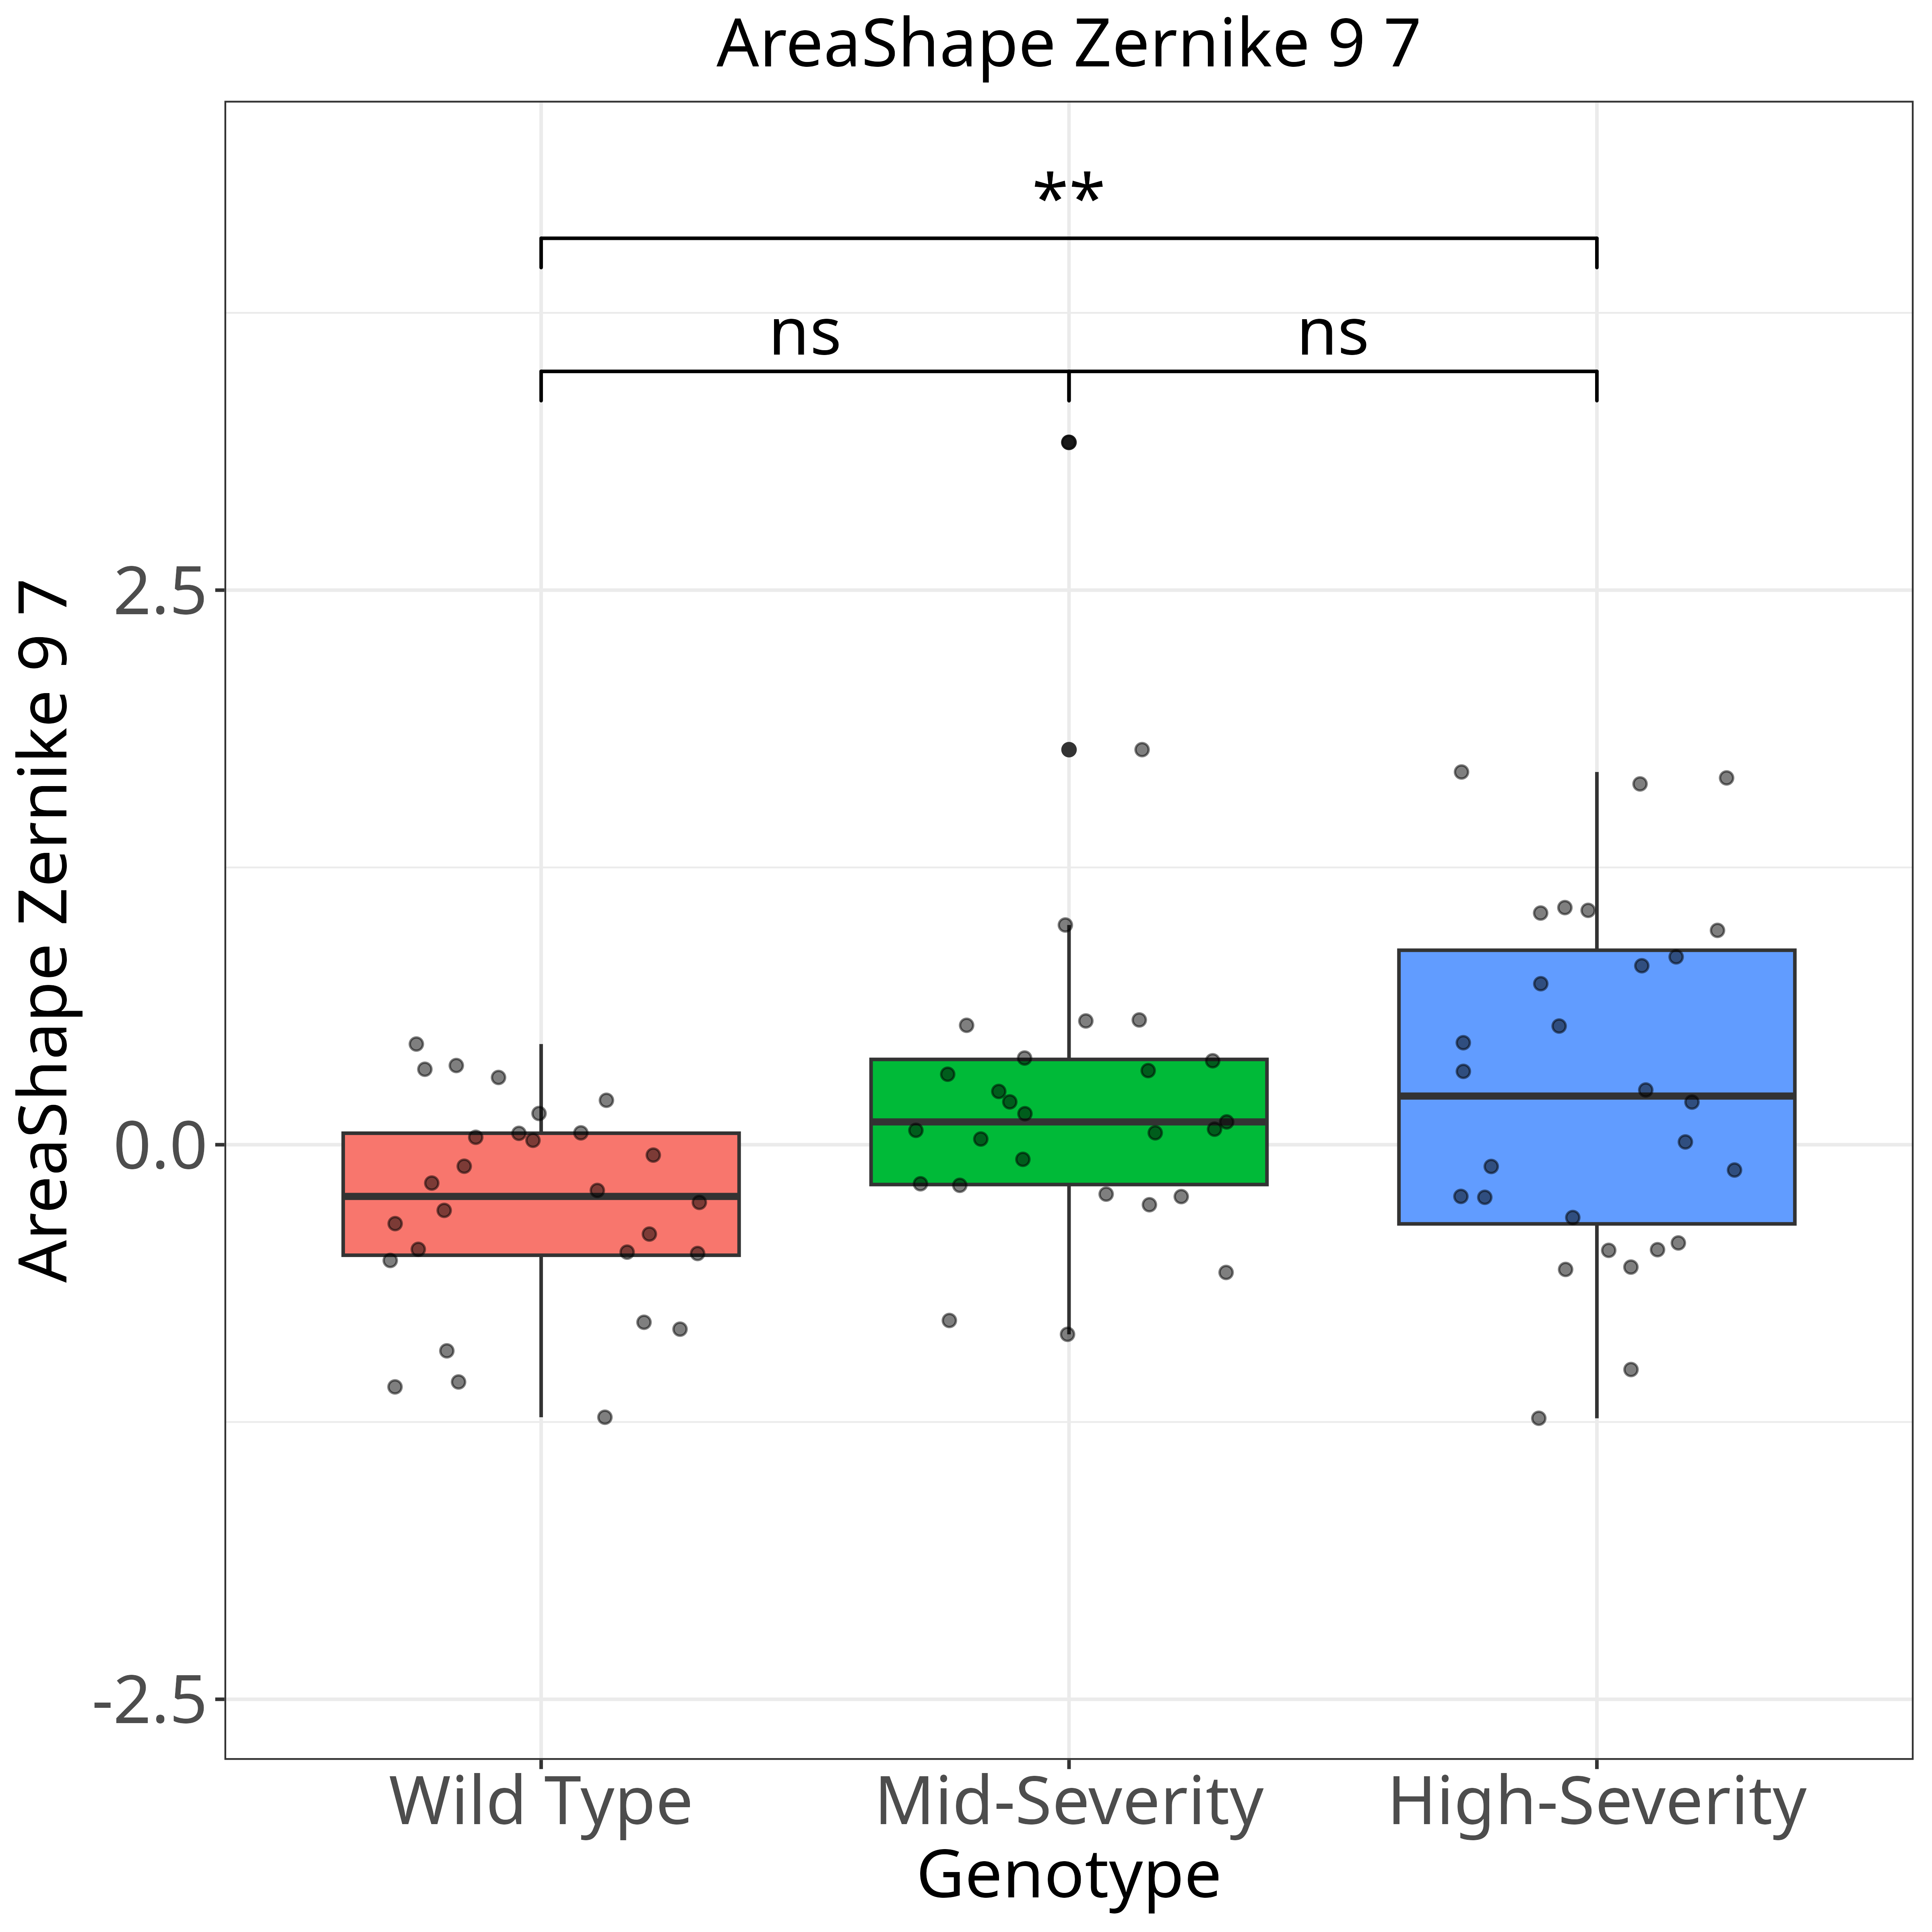 AreaShape Zernike 9 7
**
ns
ns
AreaShape Zernike 9 7
2.5
0.0
-2.5
Wild Type
Mid-Severity
High-Severity
Genotype